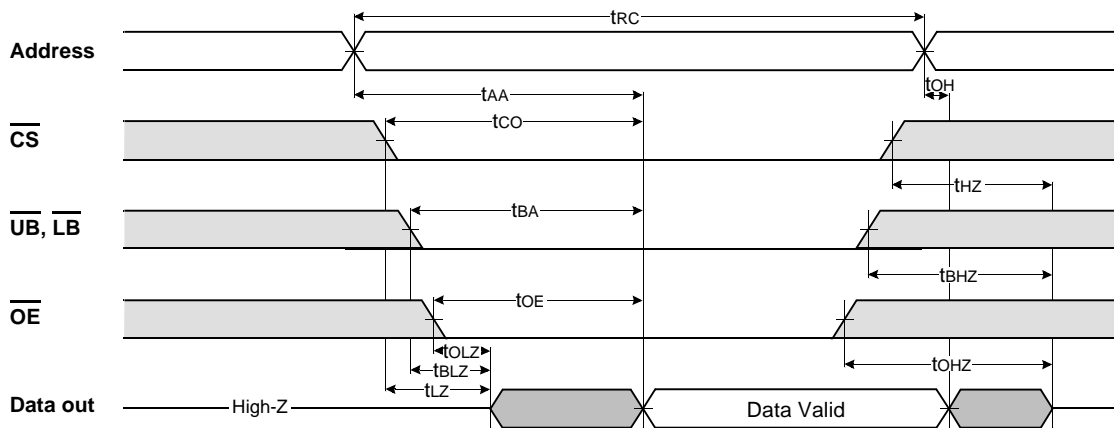 tRC
Address
tAA
tOH
CS
tCO
tHZ
UB, LB
tBA
tBHZ
OE
tOE
tOLZ
tBLZ
tOHZ
tLZ
Data out
High-Z
Data Valid